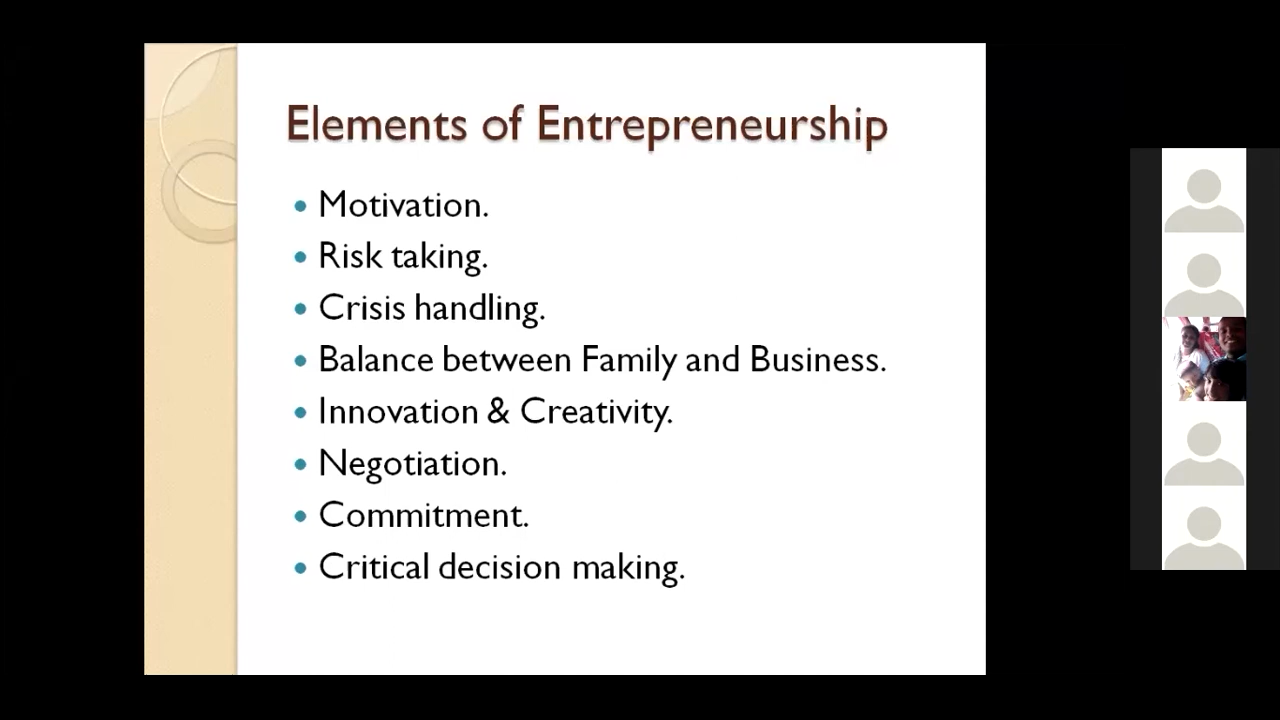 Elements of Entrepreneurship
Motivation.
Risk taking.
Crisis handling.
Balance between Family and Business.
Innovation & Creativity.
Negotiation.
Commitment.
Critical decision making.